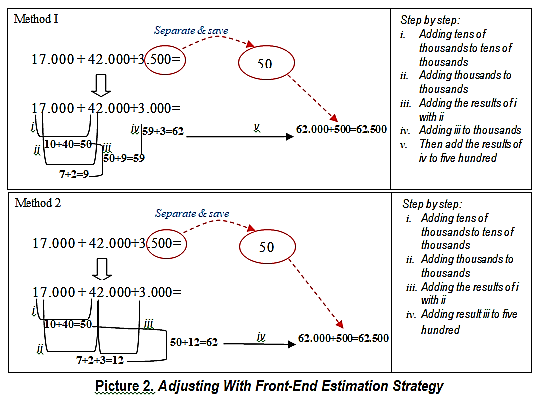 Method I
Separate & save
17.000 + 42.000+3.500=
50
17.000 + 42.000+3.000=
i
10+40=50
ii
7+2=9
iii
50+9=59
iv
59+3=62
v
62.000+500=62.500
Step by step:
i. Adding tens of
thousands to tens of
thousands
ii. Adding thousands to
thousands
iii. Adding the results of i
with ii
iv. Adding iii to thousands
v. Then add the results of
iv to five hundred
Method 2
Separate & save
17.000 + 42.000+3.500=
50
17.000 + 42.000+3.000=
i
10+40=50
ii
7+2+3=12
iii
50+12=62
iv
62.000+500=62.500
Step by step:
i. Adding tens of
thousands to tens of
thousands
ii. Adding thousands to
thousands
iii. Adding the results of i
with ii
iv. Adding result iii to five
hundred
Picture 2. Adjusting With Front-End Estimation Strategy